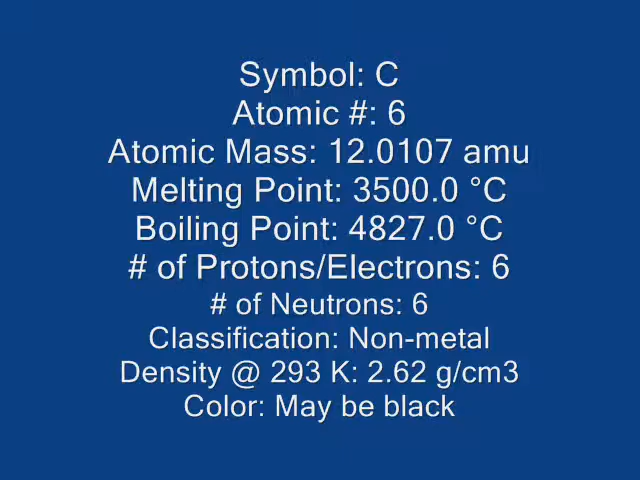 Symbol: C
Atomic #: 6
Atomic Mass: 12.0107 amu
Melting Point: 3500.0 °C
Boiling Point: 4827.0 °C
# of Protons/Electrons: 6
# of Neutrons: 6
Classification: Non-metal
Density @ 293 K: 2.62 g/cm3
Color: May be black